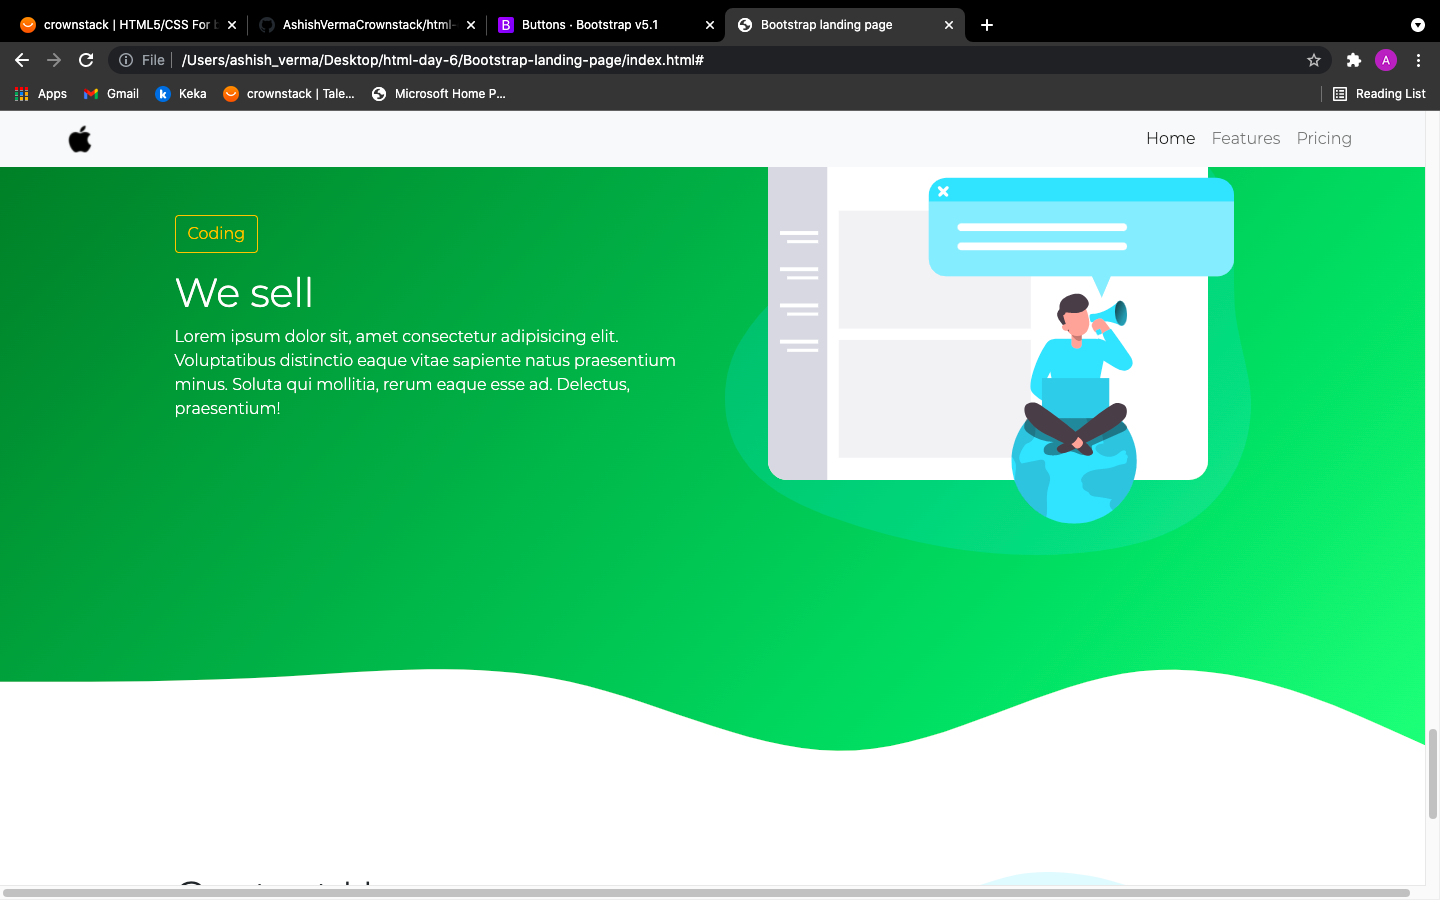 crownstack | HTML5/CSS For b
AshishVermaCrownstack/html-
B Buttons · Bootstrap v5.1
Bootstrap landing page
File /Users/ashish_verma/Desktop/html-day-6/Bootstrap-landing-page/index.html#
A
Apps
Gmail
k Keka
crownstack | Tale...
Microsoft Home P...
Reading List
Home Features Pricing
Coding
We sell
Lorem ipsum dolor sit, amet consectetur adipisicing elit.
Voluptatibus distinctio eaque vitae sapiente natus praesentium
minus. Soluta qui mollitia, rerum eaque esse ad. Delectus,
praesentium!